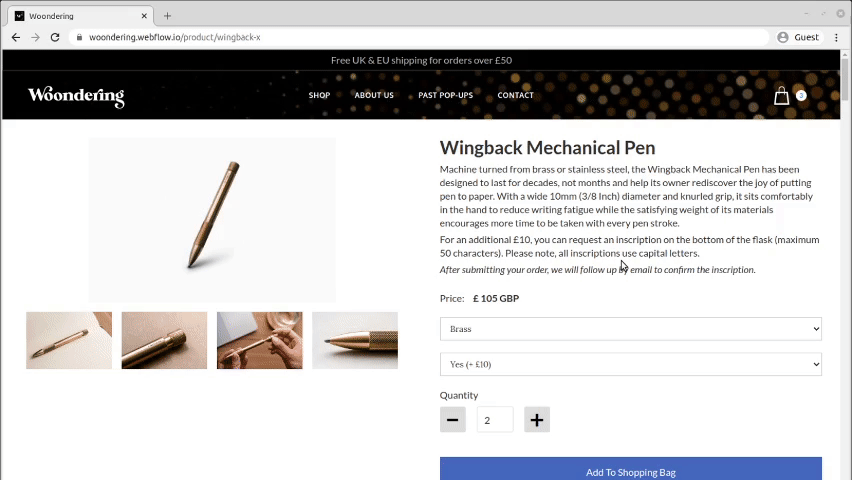 Woondering
woondering.webflow.io/product/wingback-x
Guest
Free UK & EU shipping for orders over £50
Woondering
SHOP
ABOUT US
PAST POP-UPS
CONTACT
3
Wingback Mechanical Pen
Machine turned from brass or stainless steel, the Wingback Mechanical Pen has been
designed to last for decades, not months and help its owner rediscover the joy of putting
pen to paper. With a wide 10mm (3/8 Inch) diameter and knurled grip, it sits comfortably
in the hand to reduce writing fatigue while the satisfying weight of its materials
encourages more time to be taken with every pen stroke.
For an additional £10, you can request an inscription on the bottom of the flask (maximum
50 characters). Please note, all inscriptions use capital letters.
After submitting your order, we will follow up by email to confirm the inscription.
Price: £ 105 GBP
Brass
Yes (+ £10)
Quantity
2
Add To Shopping Bag